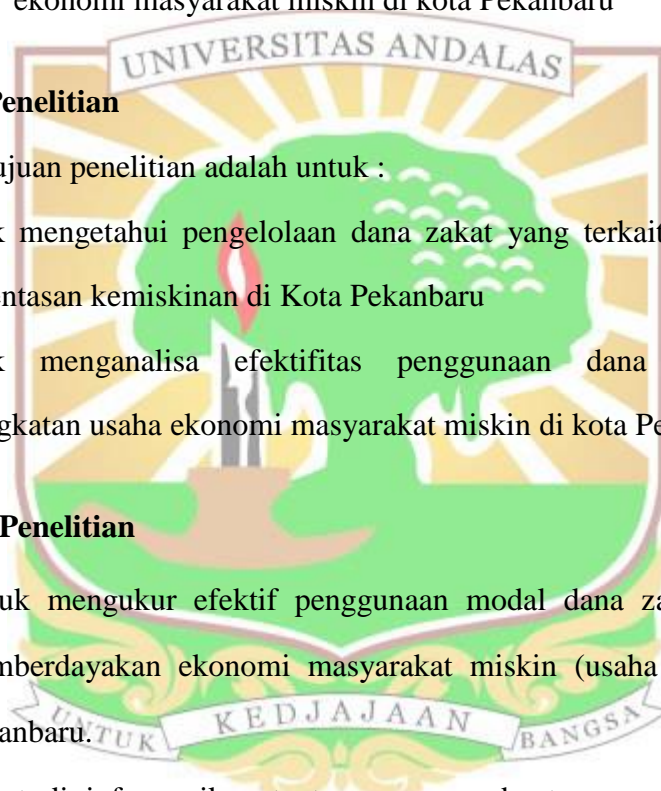 ekonomi masyarakat miskin di kota Pekanbaru
UNIVERSITAS ANDALAS
Penelitian
ujuan penelitian adalah untuk :
k mengetahui pengelolaan dana zakat yang terkait
entasan kemiskinan di Kota Pekanbaru
k menganalisa efektifitas penggunaan dana
gkatan usaha ekonomi masyarakat miskin di kota Pe
Penelitian
uk mengukur efektif penggunaan modal dana za
mberdayakan ekonomi masyarakat miskin (usaha
anbaru.
UNTUK KEDJAJAAN BANGSA